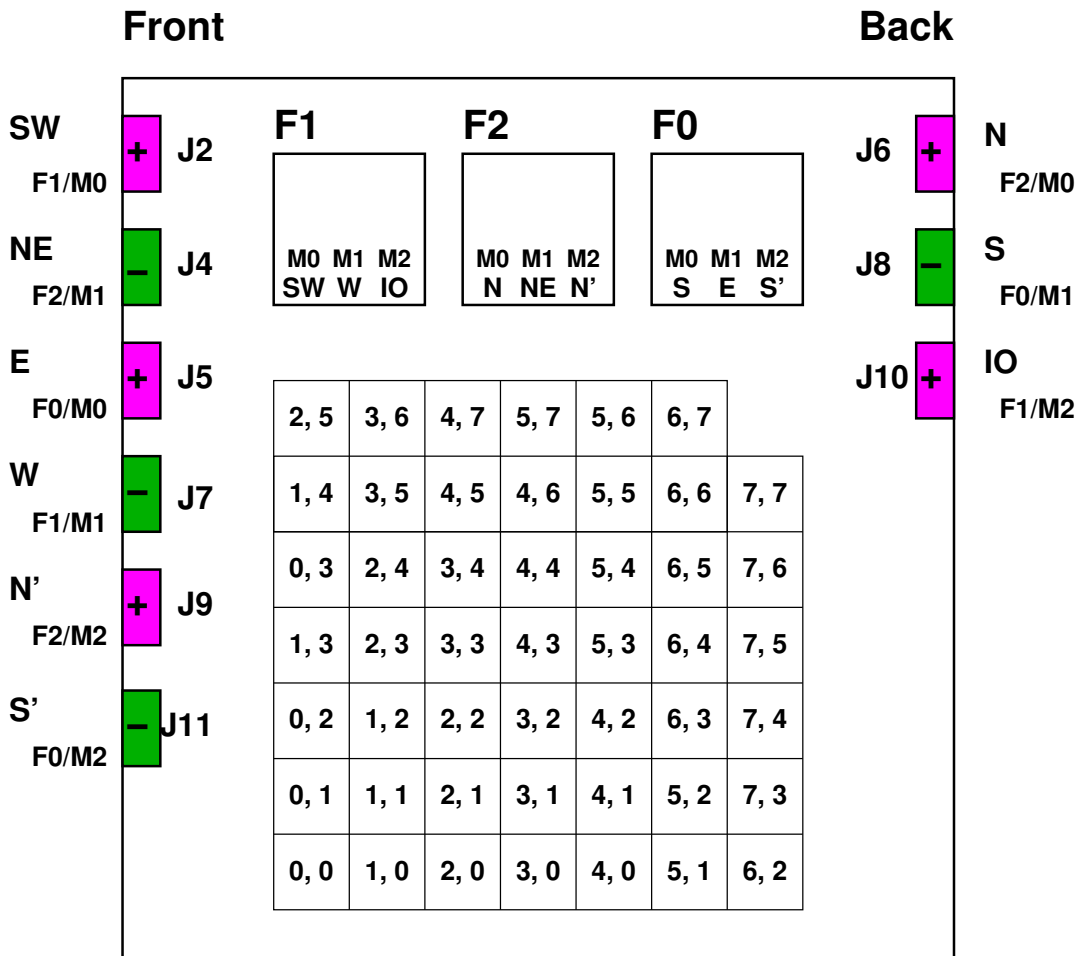 Front Back
SW + J2 F1 F2 F0 J6 + N
F1/M0 F2/M0
NE − J4 M0 M1 M2 M0 M1 M2 M0 M1 M2 J8 − S
SW W IO N NE N’ S E S’
F2/M1 F0/M1
E + J5 J10 + IO
F0/M0 F1/M2
2, 5 3, 6 4, 7 5, 7 5, 6 6, 7
W − J7 1, 4 3, 5 4, 5 4, 6 5, 5 6, 6 7, 7
F1/M1
0, 3 2, 4 3, 4 4, 4 5, 4 6, 5 7, 6
N’ + J9
F2/M2 1, 3 2, 3 3, 3 4, 3 5, 3 6, 4 7, 5
S’ − J11 0, 2 1, 2 2, 2 3, 2 4, 2 6, 3 7, 4
F0/M2
0, 1 1, 1 2, 1 3, 1 4, 1 5, 2 7, 3
0, 0 1, 0 2, 0 3, 0 4, 0 5, 1 6, 2